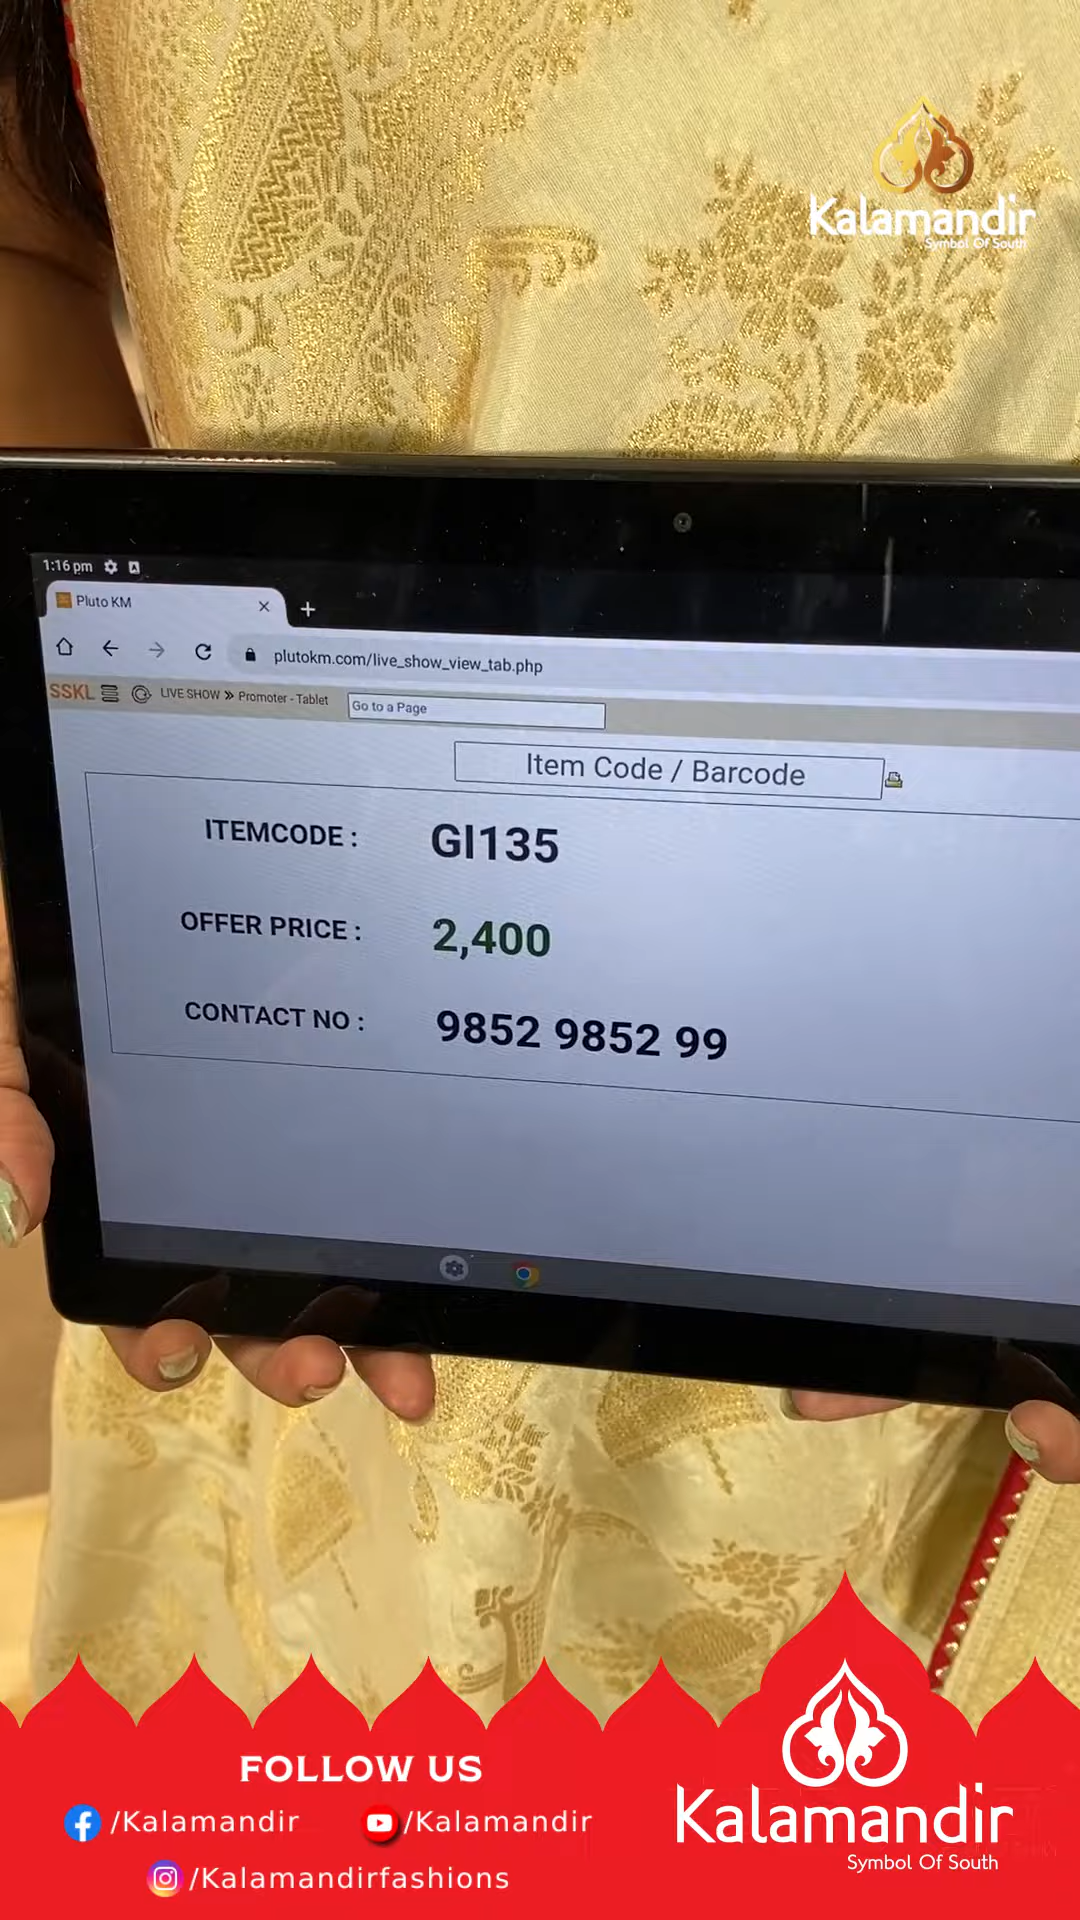 Kalamandir
Symbol Of South
1:16 pm
Pluto KM
plutokm.com/live_show_view_tab.php
SSKL LIVE SHOW >> Promoter - Tablet Go to a Page
Item Code / Barcode
ITEMCODE : GI135
OFFER PRICE : 2,400
CONTACT NO : 9852 9852 99
FOLLOW US
/Kalamandir /Kalamandir
/Kalamandirfashions
Kalamandir
Symbol Of South